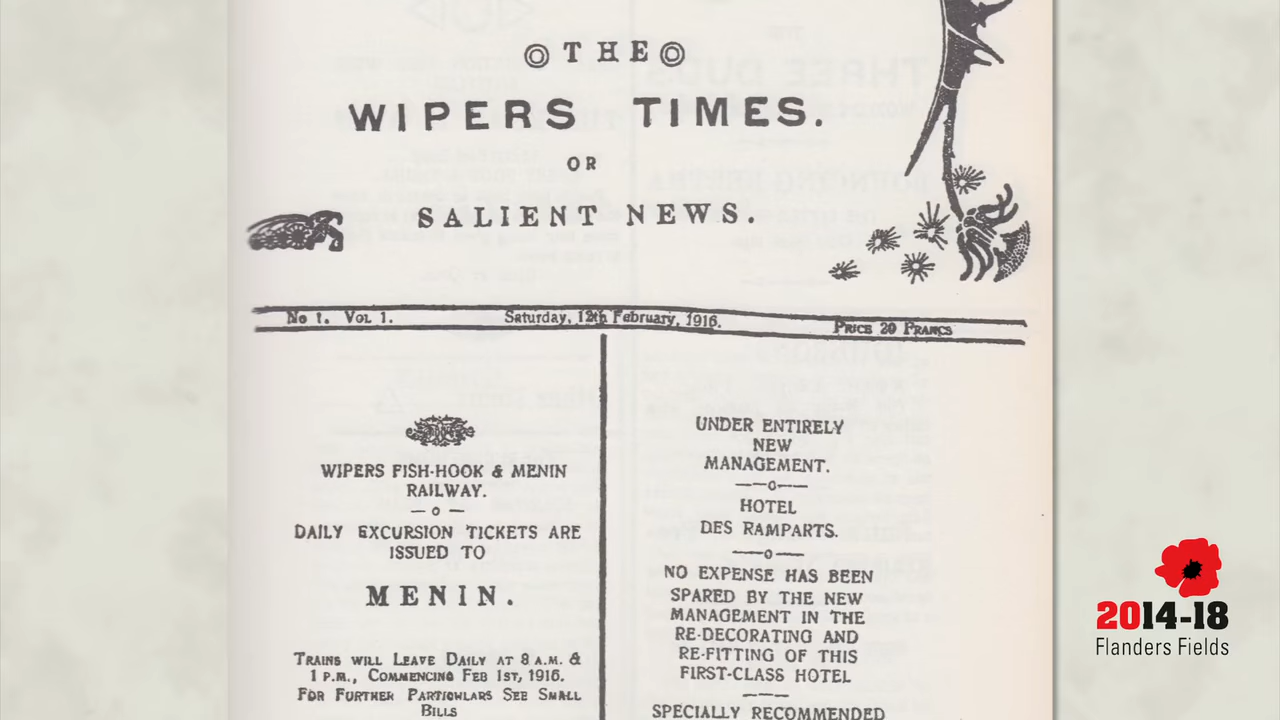 THE
WIPERS TIMES.
OR
SALIENT NEWS.
No 1. Vol 1.
Saturday, 12th February, 1916.
Price 20 Francs
WIPERS FISH-HOOK & MENIN
RAILWAY.
— o —
DAILY EXCURSION TICKETS ARE
ISSUED TO
MENIN.
Trains will Leave Daily at 8 a.m. &
1 p.m., Commencing Feb 1st, 1916.
For Further Particulars See Small
Bills
UNDER ENTIRELY
NEW
MANAGEMENT.
—o—
HOTEL
DES RAMPARTS.
—o—
NO EXPENSE HAS BEEN
SPARED BY THE NEW
MANAGEMENT IN THE
RE-DECORATING AND
RE-FITTING OF THIS
FIRST-CLASS HOTEL
SPECIALLY RECOMMENDED
2014-18
Flanders Fields